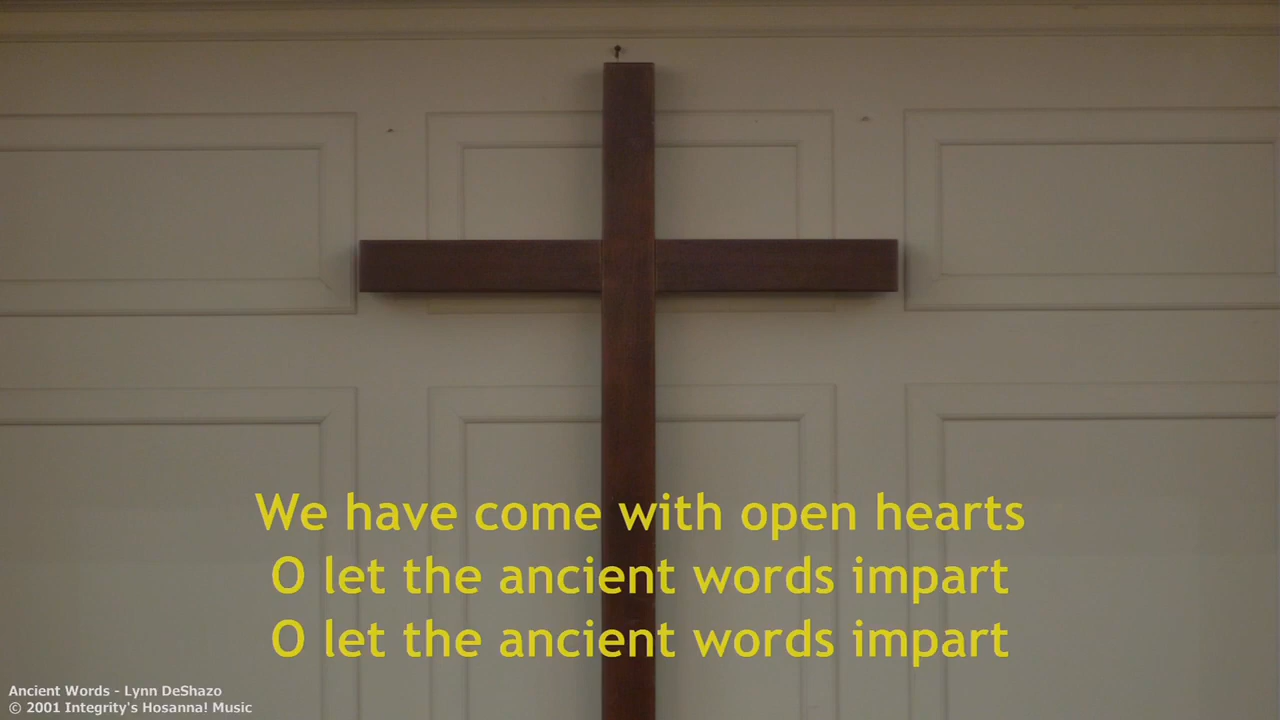 We have come with open hearts
O let the ancient words impart
O let the ancient words impart
Ancient Words - Lynn DeShazo
© 2001 Integrity's Hosanna! Music